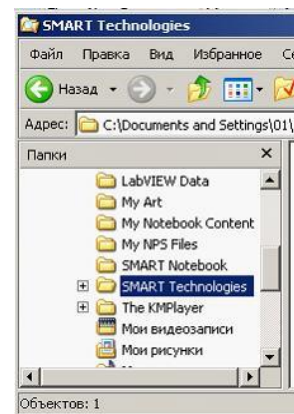 SMART Technologies
Файл Правка Вид Избранное
Назад
Адрес: C:\Documents and Settings\01\
Папки
LabVIEW Data
My Art
My Notebook Content
My NPS Files
SMART Notebook
SMART Technologies
The KMPlayer
Мои видеозаписи
Мои рисунки
Объектов: 1